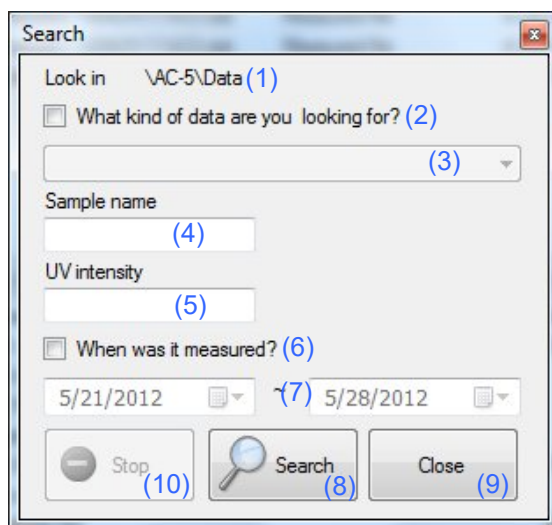 Search
Look in \AC-5\Data (1)
What kind of data are you looking for? (2)
(3)
Sample name
(4)
UV intensity
(5)
When was it measured? (6)
5/21/2012 ~ (7) 5/28/2012
Stop (10) Search (8) Close (9)